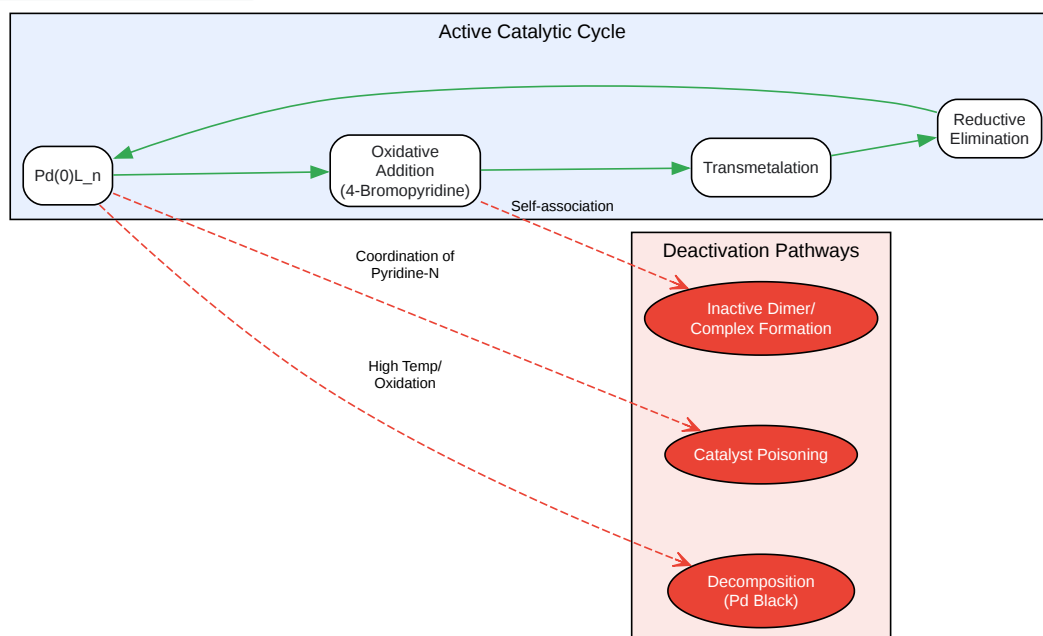 Active Catalytic Cycle
Reductive
Elimination
Oxidative
Addition
(4-Bromopyridine)
Transmetalation
Pd(0)L_n
Self-association
Deactivation Pathways
Coordination of
Pyridine-N
Inactive Dimer/
Complex Formation
High Temp/
Oxidation
Catalyst Poisoning
Decomposition
(Pd Black)